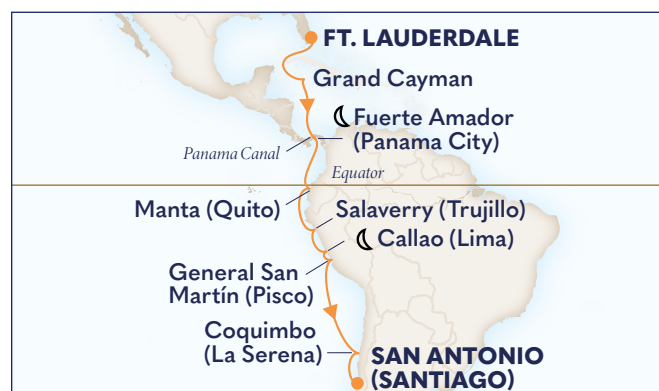 FT. LAUDERDALE
Grand Cayman
Fuerte Amador
(Panama City)
Panama Canal
Equator
Manta (Quito)
Salaverry (Trujillo)
Callao (Lima)
General San
Martín (Pisco)
Coquimbo
(La Serena)
SAN ANTONIO
(SANTIAGO)